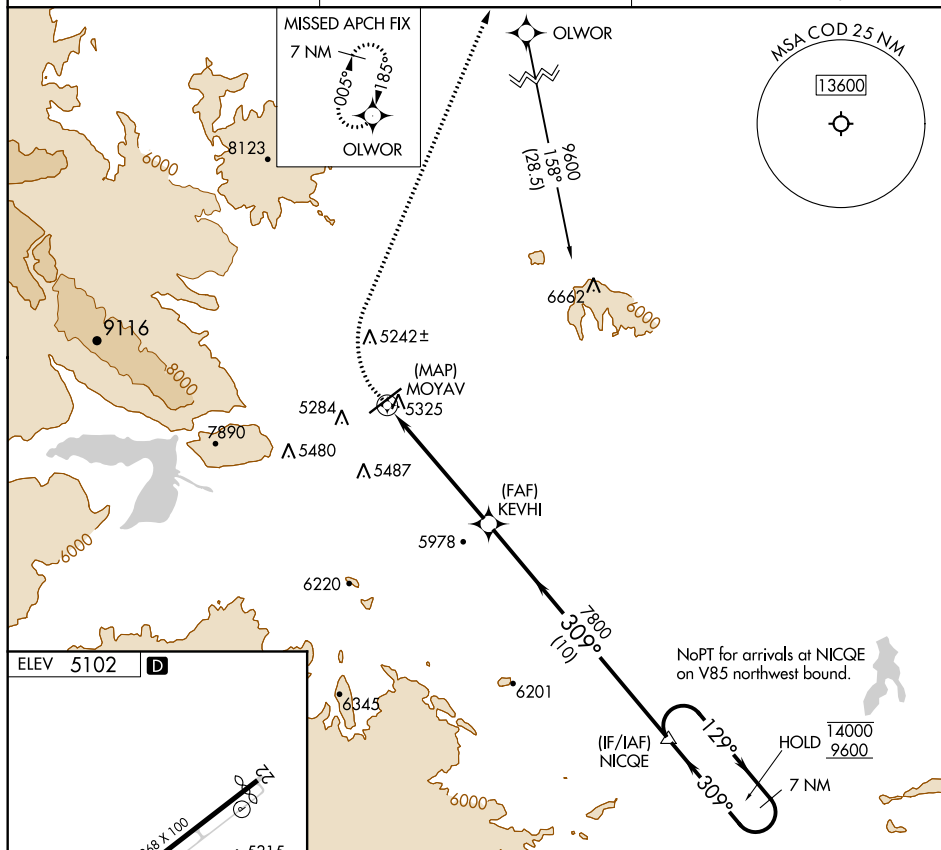 MISSED APCH FIX
7 NM
005°
185°
OLWOR
OLWOR
9600
158°
(28.5)
MSA COD 25 NM
13600
8123
6000
6662
6000
9116
8000
5242±
(MAP)
MOYAV
5325
5284
7890
5480
5487
(FAF)
KEVHI
5978
6000
6220
7800
309°
(10)
NoPT for arrivals at NICQE
on V85 northwest bound.
ELEV 5102 D
6345
6201
(IF/IAF)
NICQE
129°
309°
HOLD
14000
9600
7 NM
6000
22
P
68 X 100